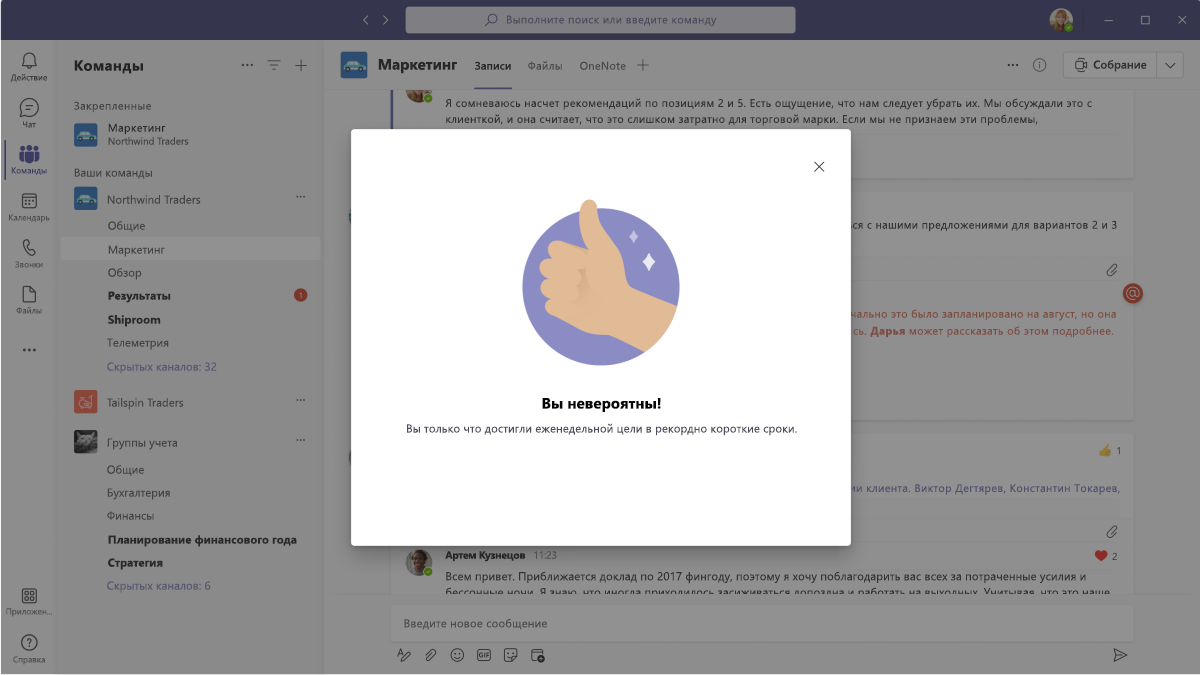 Выполните поиск или введите команду
Действие
Чат
Команды
Календарь
Звонки
Файлы
Приложен...
Справка
Команды
Закрепленные
Маркетинг
Northwind Traders
Ваши команды
Northwind Traders
Общие
Маркетинг
Обзор
Результаты
1
Shiproom
Телеметрия
Скрытых каналов: 32
Tailspin Traders
Группы учета
Общие
Бухгалтерия
Финансы
Планирование финансового года
Стратегия
Скрытых каналов: 6
Маркетинг
Записи
Файлы
OneNote
Собрание
Я сомневаюсь насчет рекомендаций по позициям 2 и 5. Есть ощущение, что нам следует убрать их. Мы обсуждали это с
клиенткой, и она считает, что это слишком затратно для торговой марки. Если мы не признаем эти проблемы,
с нашими предложениями для вариантов 2 и 3
это было запланировано на август, но она
Дарья может рассказать об этом подробнее.
1
клиента. Виктор Дегтярев, Константин Токарев,
Вы невероятны!
Вы только что достигли еженедельной цели в рекордно короткие сроки.
Артем Кузнецов 11:23
2
Всем привет. Приближается доклад по 2017 фингоду, поэтому я хочу поблагодарить вас всех за потраченные усилия и
бессонные ночи. Я знаю, что иногда приходилось засиживаться допоздна и работать на выходных. Учитывая, что это наше
Введите новое сообщение
GIF